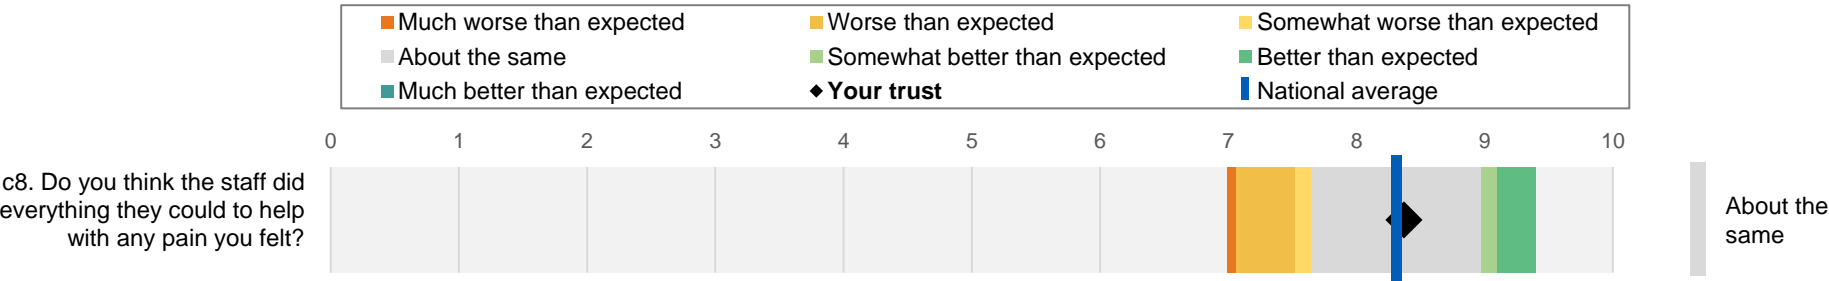 Much worse than expected
Worse than expected
Somewhat worse than expected
About the same
Somewhat better than expected
Better than expected
Much better than expected
Your trust
National average
0 1 2 3 4 5 6 7 8 9 10
c8. Do you think the staff did
everything they could to help
with any pain you felt?
About the
same